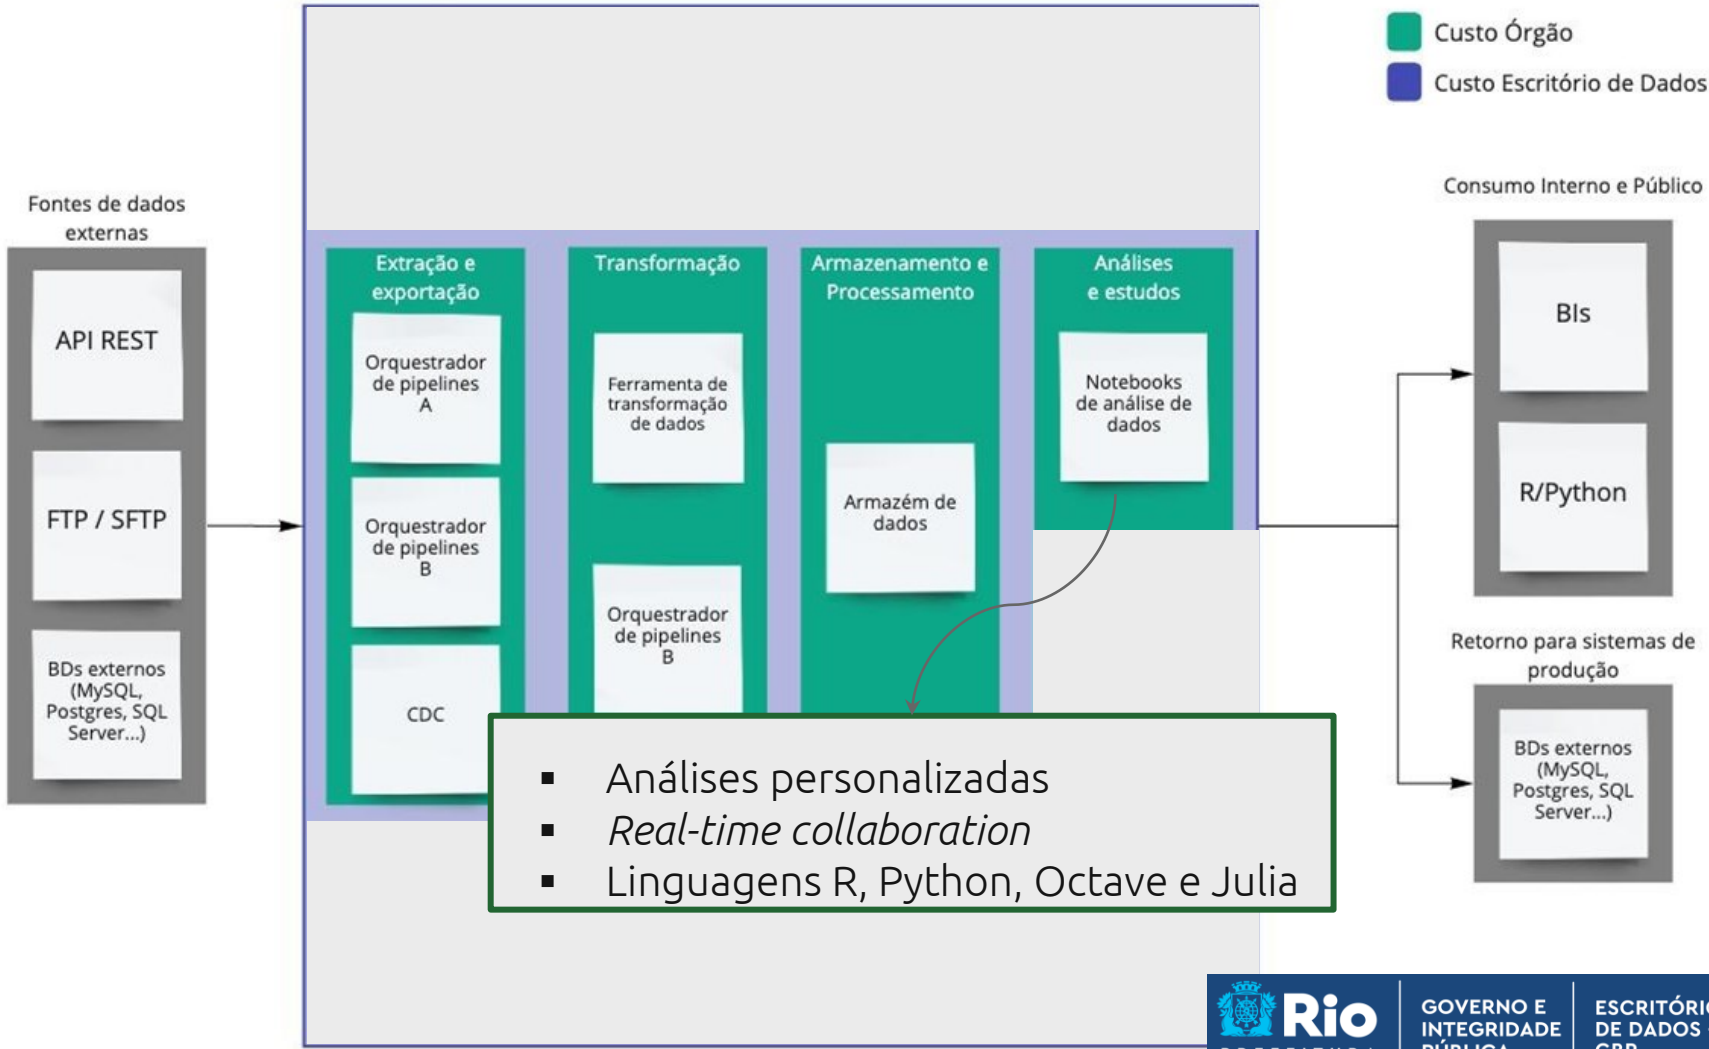 Custo Órgão
Custo Escritório de Dados
Fontes de dados
externas
API REST
FTP / SFTP
BDs externos
(MySQL,
Postgres, SQL
Server...)
Extração e
exportação
Orquestrador
de pipelines
A
Orquestrador
de pipelines
B
CDC
Transformação
Ferramenta de
transformação
de dados
Orquestrador
de pipelines
B
Armazenamento e
Processamento
Armazém de
dados
Análises
e estudos
Notebooks
de análise de
dados
▪ Análises personalizadas
▪ Real-time collaboration
▪ Linguagens R, Python, Octave e Julia
Consumo Interno e Público
BIs
R/Python
Retorno para sistemas de
produção
BDs externos
(MySQL,
Postgres, SQL
Server...)
Rio
GOVERNO E
INTEGRIDADE
PÚBLICA
DE DADOS